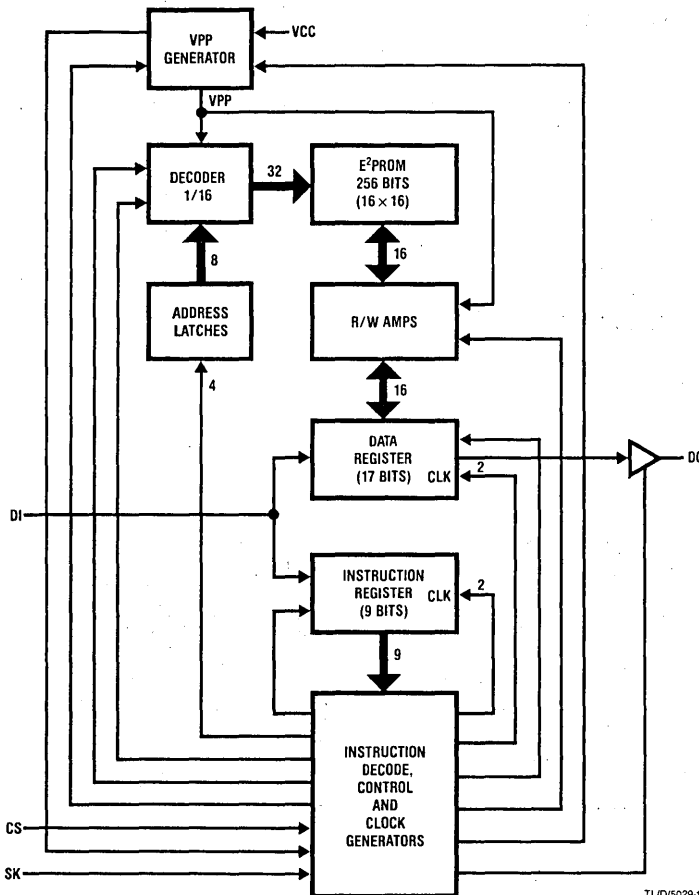 VPP
GENERATOR
VCC
VPP
DECODER
1/16
32
E²PROM
256 BITS
(16 × 16)
8
16
ADDRESS
LATCHES
R/W AMPS
4
16
DATA
REGISTER
(17 BITS)
CLK
2
DO
DI
INSTRUCTION
REGISTER
(9 BITS)
CLK
2
9
INSTRUCTION
DECODE,
CONTROL
AND
CLOCK
GENERATORS
CS
SK